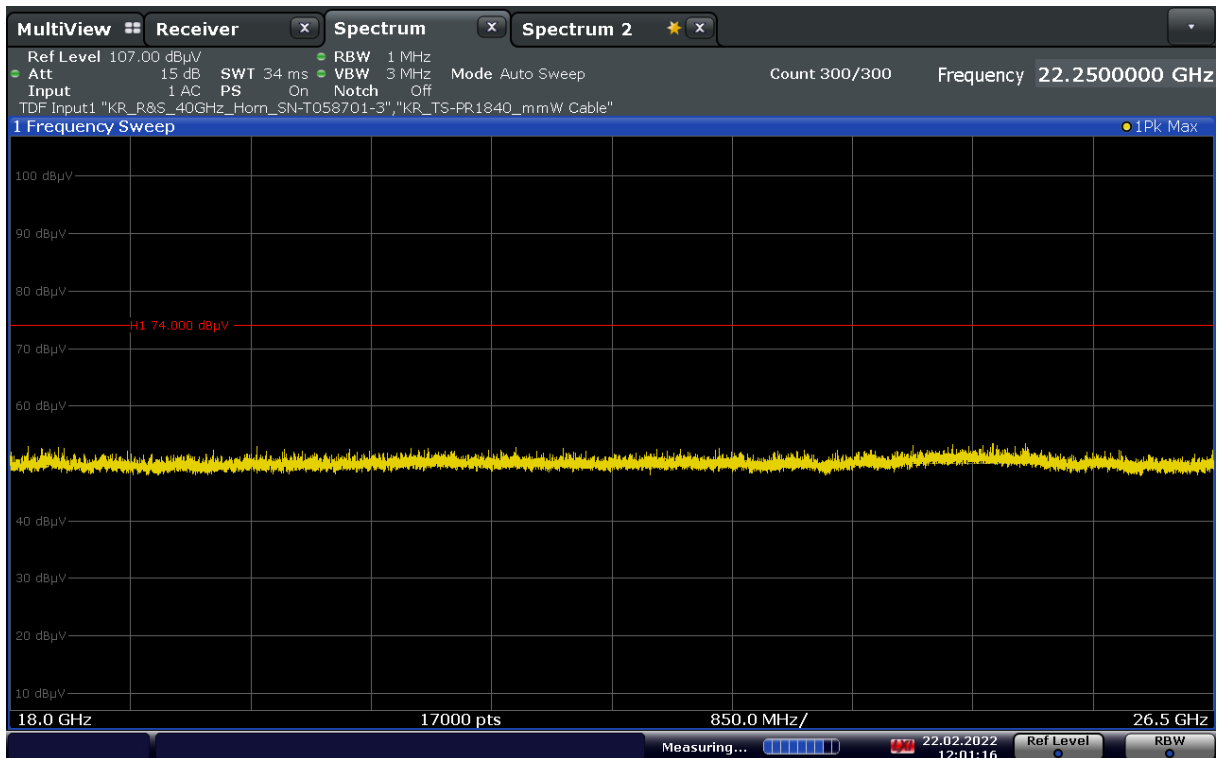 MultiView Receiver X Spectrum X Spectrum 2 X
Ref Level 107.00 dBµV RBW 1 MHz
Att 15 dB SWT 34 ms VBW 3 MHz Mode Auto Sweep Count 300/300 Frequency 22.2500000 GHz
Input 1 AC PS On Notch Off
TDF Input1 "KR_R&S_40GHz_Horn_SN-T058701-3","KR_TS-PR1840_mmW Cable"
1 Frequency Sweep 1Pk Max
100 dBµV
90 dBµV
80 dBµV
H1 74.000 dBµV
70 dBµV
60 dBµV
40 dBµV
30 dBµV
20 dBµV
10 dBµV
18.0 GHz 17000 pts 850.0 MHz/ 26.5 GHz
Measuring... 22.02.2022 Ref Level RBW
12:01:16